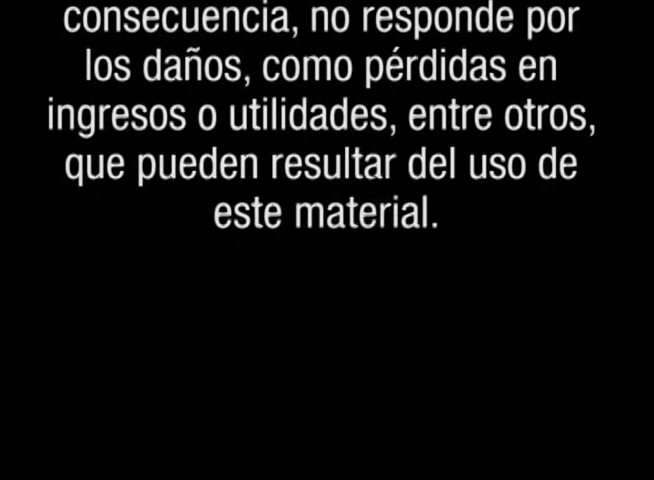 consecuencia, no responde por
los daños, como pérdidas en
ingresos o utilidades, entre otros,
que pueden resultar del uso de
este material.